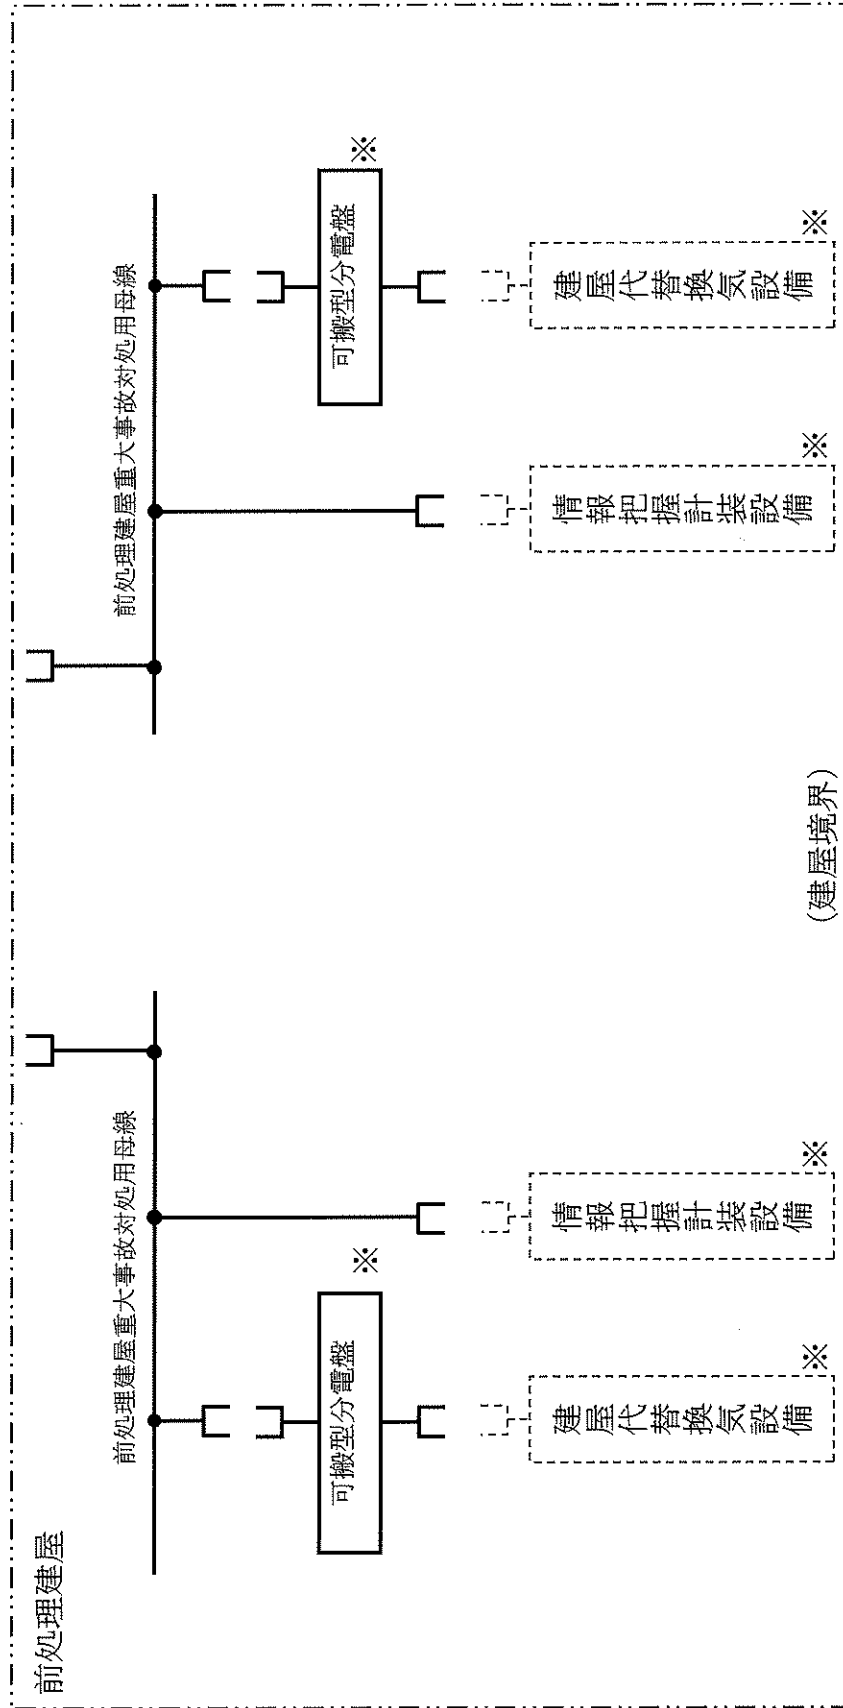 前処理建屋
前処理建屋重大事故対処用母線
前処理建屋重大事故対処用母線
可搬型分電盤
※
可搬型分電盤
※
建屋代替換気設備
※
情報把握計装設備
※
情報把握計装設備
※
建屋代替換気設備
※
(建屋境界)